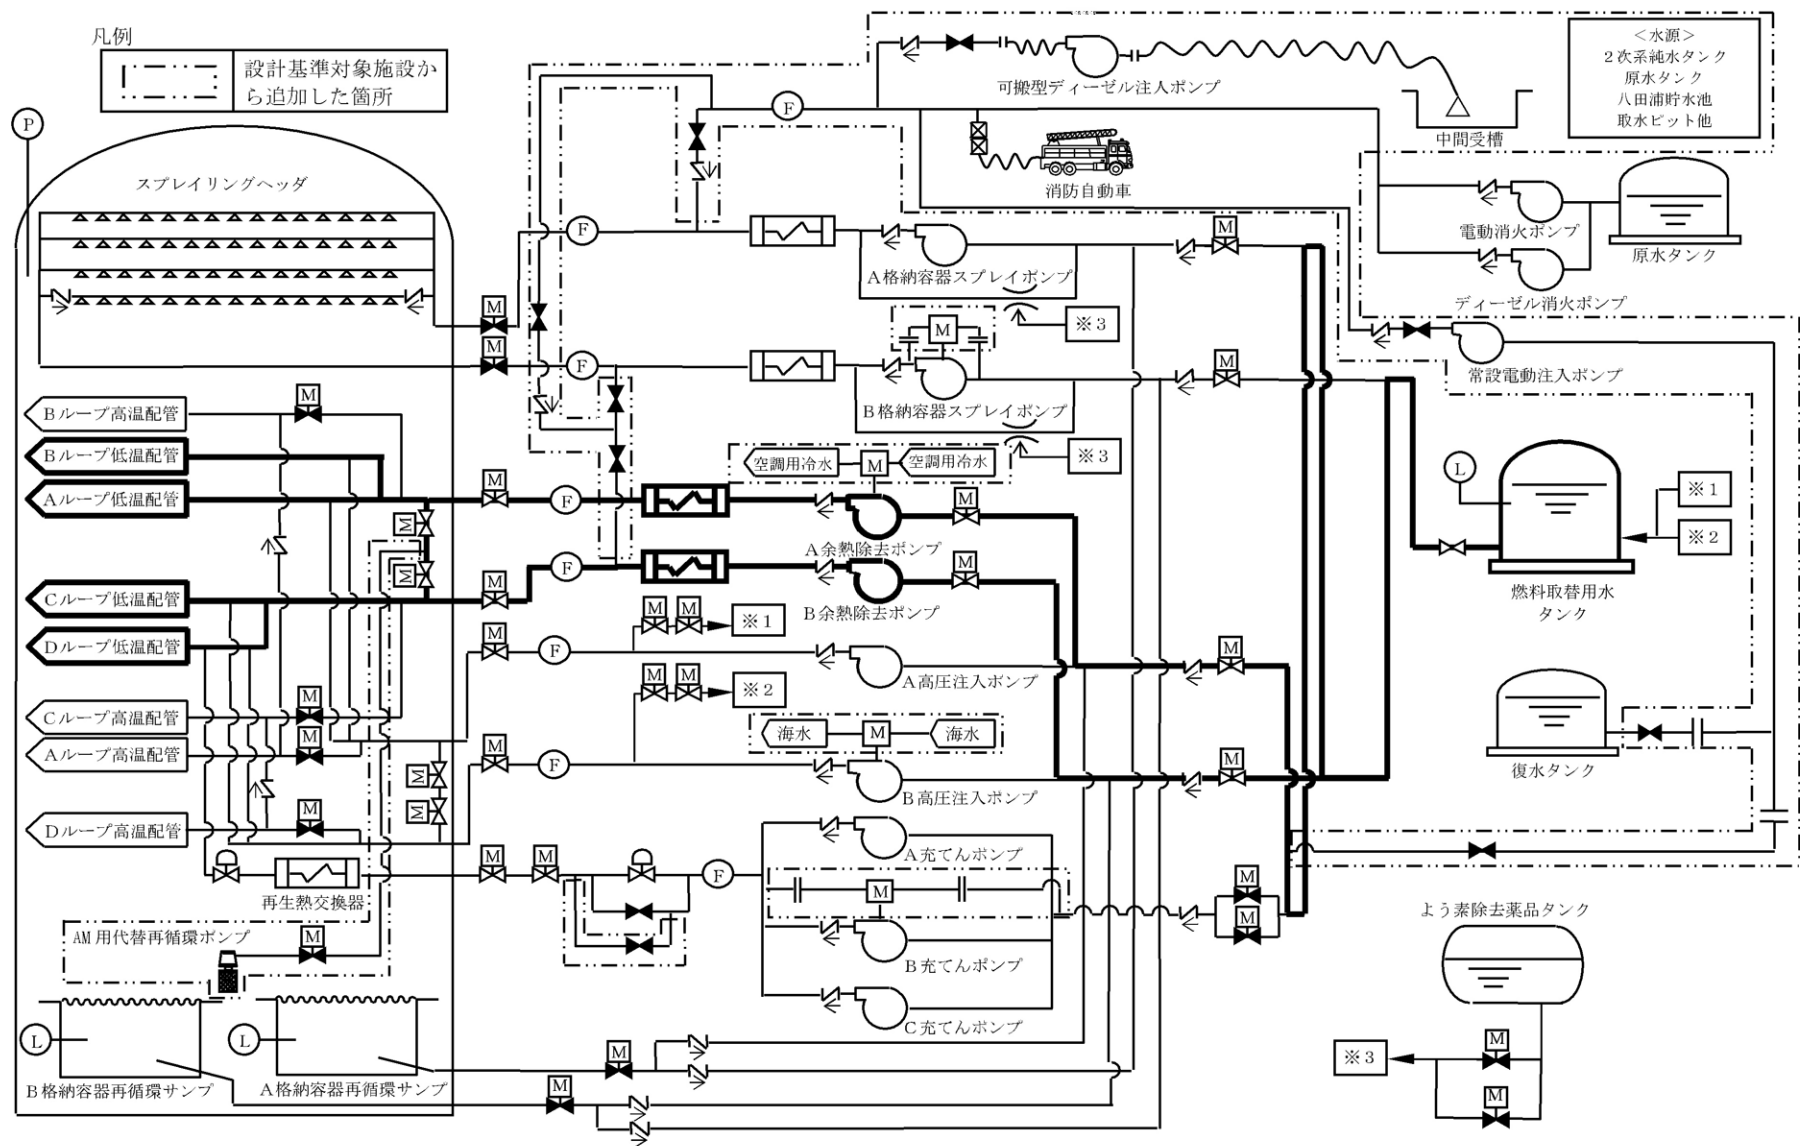 凡例
設計基準対象施設か
ら追加した箇所
P
スプレイリングヘッダ
F
可搬型ディーゼル注入ポンプ
中間受槽
<水源>
2次系純水タンク
原水タンク
八田浦貯水池
取水ピット他
消防自動車
電動消火ポンプ
原水タンク
ディーゼル消火ポンプ
F
M
A格納容器スプレイポンプ
M
※3
M
常設電動注入ポンプ
M
F
M
B格納容器スプレイポンプ
※3
Bループ高温配管
M
Bループ低温配管
Aループ低温配管
M
F
空調用冷水
M
空調用冷水
M
A余熱除去ポンプ
L
※1
※2
燃料取替用水
タンク
M
M
Cループ低温配管
M
F
M
B余熱除去ポンプ
Dループ低温配管
M
F
M
M
※1
A高圧注入ポンプ
M
M
M
※2
Cループ高温配管
M
Aループ高温配管
M
M
F
海水
M
海水
B高圧注入ポンプ
M
復水タンク
M
M
Dループ高温配管
M
再生熱交換器
M
M
F
A充てんポンプ
M
B充てんポンプ
C充てんポンプ
M
M
よう素除去薬品タンク
AM用代替再循環ポンプ
M
L
L
B格納容器再循環サンプ
A格納容器再循環サンプ
M
M
※3
M
M